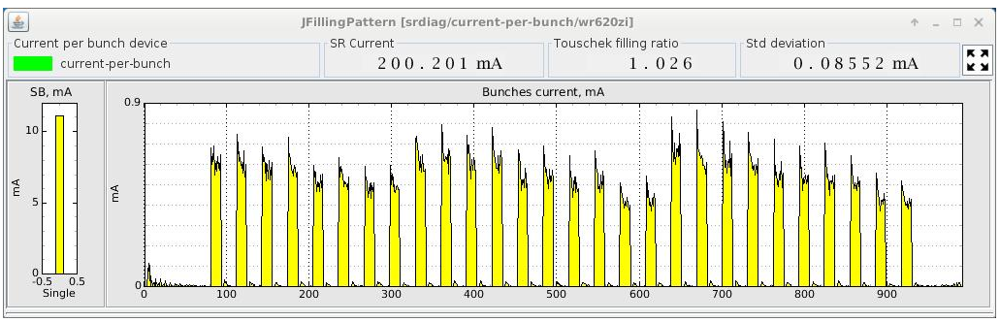 JFillingPattern [srdiag/current-per-bunch/wr620zi]
Current per bunch device
SR Current
Touschek filling ratio
Std deviation
current-per-bunch
200.201 mA
1.026
0.08552 mA
SB, mA
Bunches current, mA
mA
10
5
0
-0.5 0.5
Single
mA
0.9
0
0 100 200 300 400 500 600 700 800 900